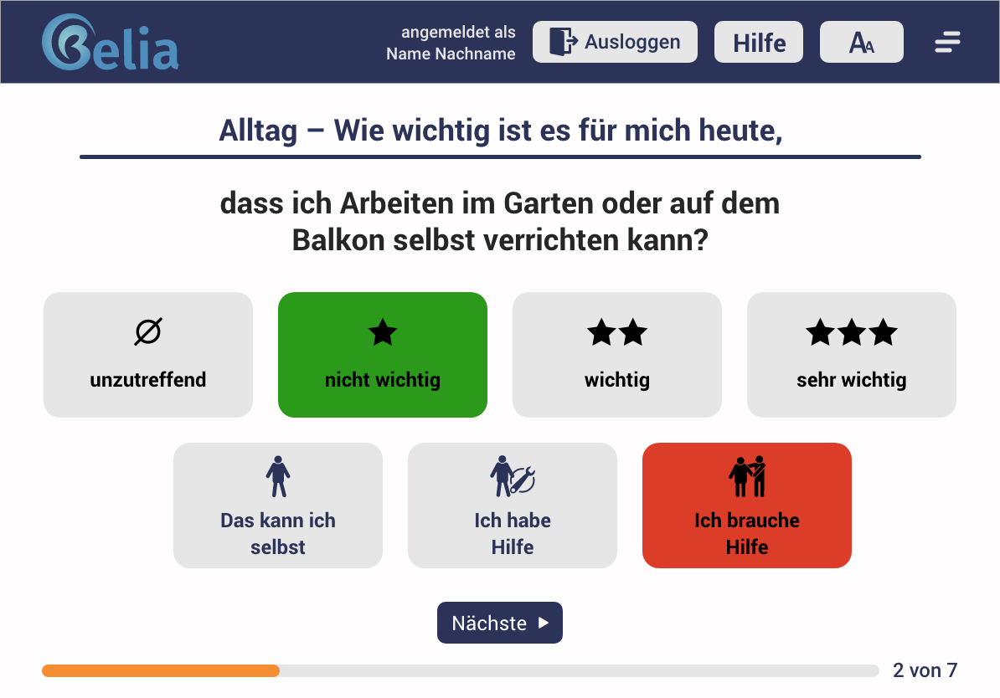 Belia
angemeldet als
Name Nachname
Ausloggen
Hilfe
AA
Alltag – Wie wichtig ist es für mich heute,
dass ich Arbeiten im Garten oder auf dem
Balkon selbst verrichten kann?
unzutreffend
nicht wichtig
wichtig
sehr wichtig
Das kann ich
selbst
Ich habe
Hilfe
Ich brauche
Hilfe
Nächste
2 von 7